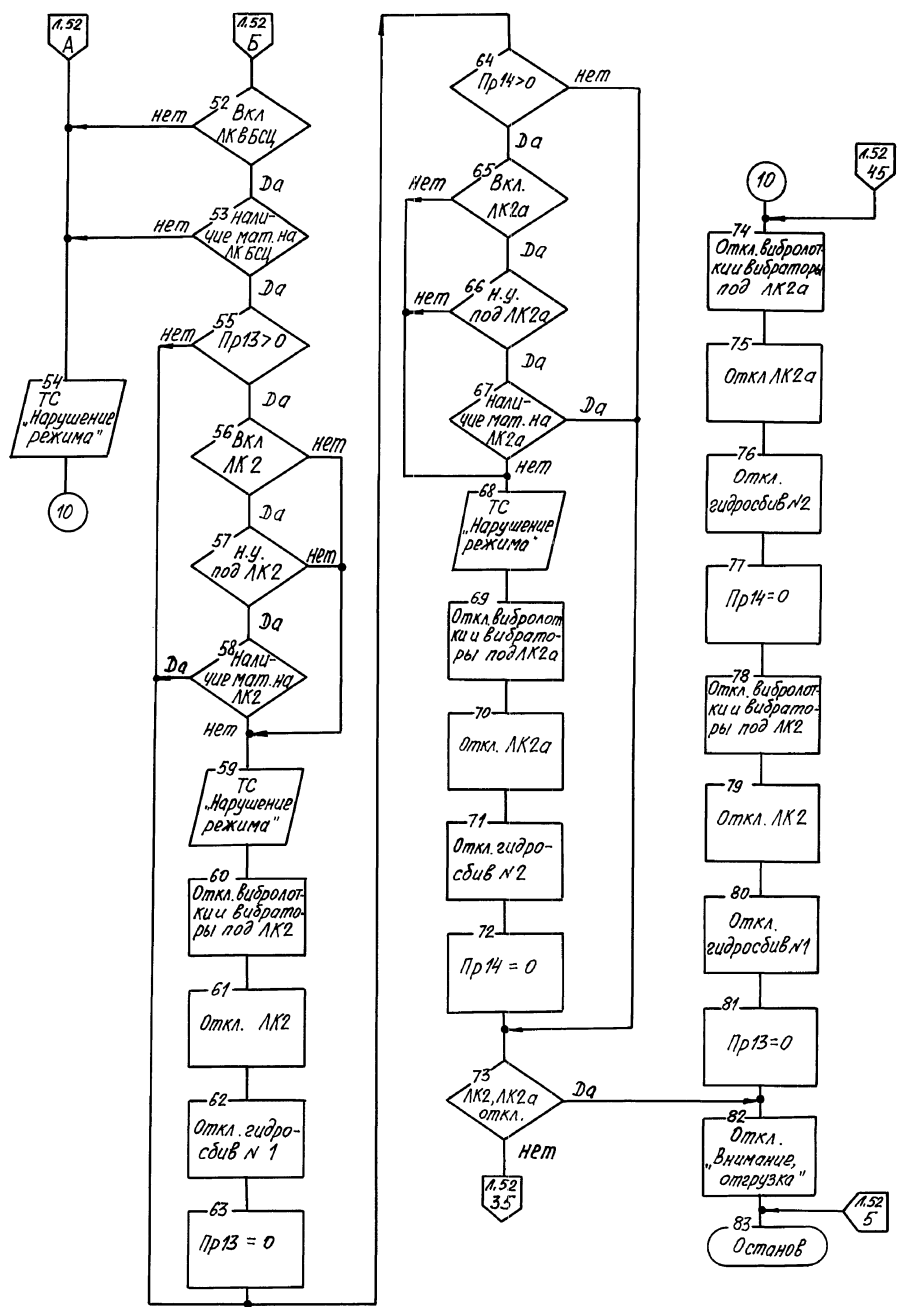 Л.52
А
Л.52
Б
52 Вкл
ЛК в БСЦ
нет
Да
53 Нали-
чие мат. на
ЛК БСЦ
нет
Да
54
ТС
„Нарушение
режима"
10
55
Пр13>0
нет
Да
56 Вкл
ЛК 2
нет
Да
57 н.у.
под ЛК2
нет
Да
58 Нали-
чие мат. на
ЛК2
Да
нет
59
ТС
„Нарушение
режима"
60
Откл. вибролот-
ки и вибрато-
ры под ЛК2
61
Откл. ЛК2
62
Откл. гидро-
сбив N 1
63
Пр13 = 0
64
Пр14>0
нет
Да
65
Вкл.
ЛК2а
нет
Да
66 н.у.
под ЛК2а
нет
Да
67 Нали-
чие мат. на
ЛК2а
Да
нет
68
ТС
„Нарушение
режима"
69
Откл. вибролот-
ки и вибрато-
ры под ЛК2а
70
Откл. ЛК2а
71
Откл. гидро-
сбив N 2
72
Пр14 = 0
73
ЛК2, ЛК2а
откл.
Да
нет
Л.52
35
10
Л.52
45
74
Откл. вибролот-
ки и вибраторы
под ЛК2а
75
Откл ЛК2а
76
Откл.
гидросбив N2
77
Пр14=0
78
Откл. вибролот-
ки и вибрато-
ры под ЛК2
79
Откл. ЛК2
80
Откл.
гидросбив N1
81
Пр13=0
82
Откл.
„Внимание,
отгрузка"
Л.52
5
83
Останов